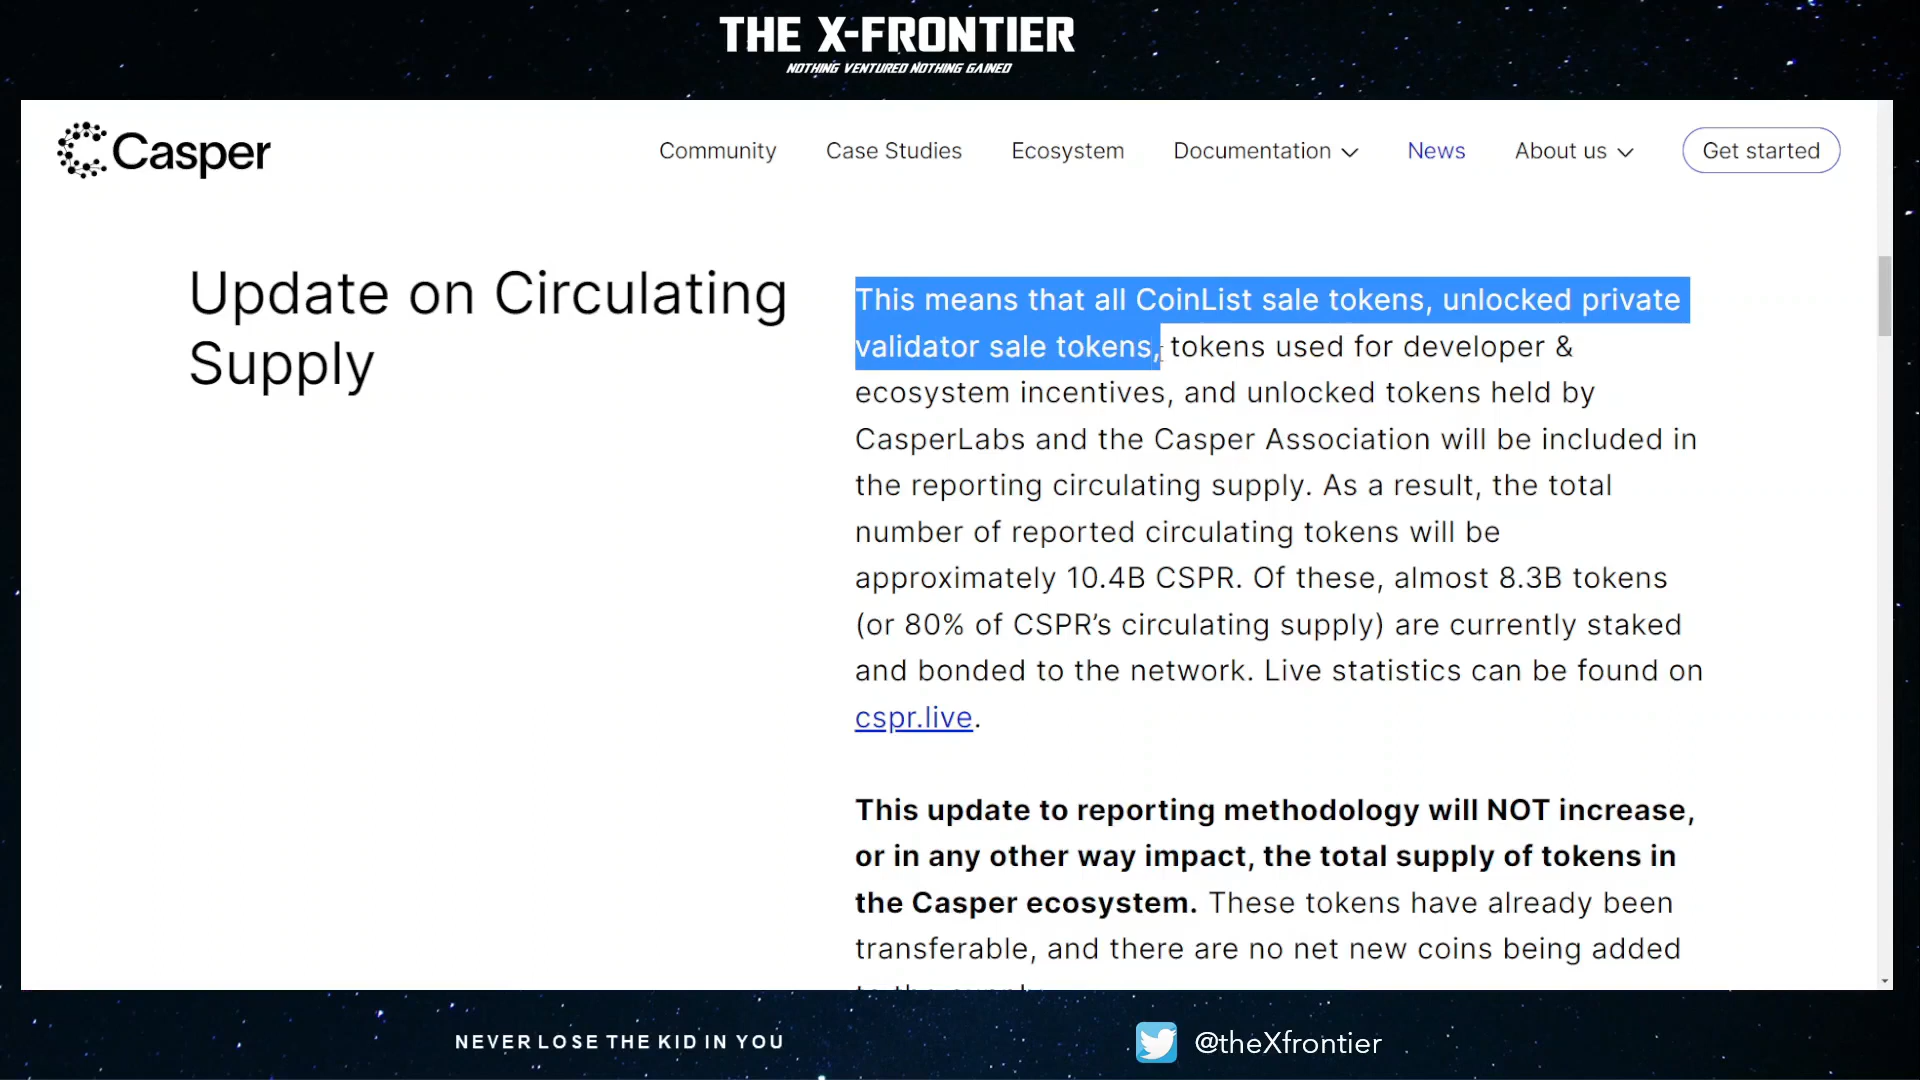 THE X-FRONTIER
NOTHING VENTURED NOTHING GAINED
Casper
Community
Case Studies
Ecosystem
Documentation
News
About us
Get started
Update on Circulating
Supply
This means that all CoinList sale tokens, unlocked private
validator sale tokens, tokens used for developer &
ecosystem incentives, and unlocked tokens held by
CasperLabs and the Casper Association will be included in
the reporting circulating supply. As a result, the total
number of reported circulating tokens will be
approximately 10.4B CSPR. Of these, almost 8.3B tokens
(or 80% of CSPR’s circulating supply) are currently staked
and bonded to the network. Live statistics can be found on
cspr.live.
This update to reporting methodology will NOT increase,
or in any other way impact, the total supply of tokens in
the Casper ecosystem. These tokens have already been
transferable, and there are no net new coins being added
NEVER LOSE THE KID IN YOU
@theXfrontier